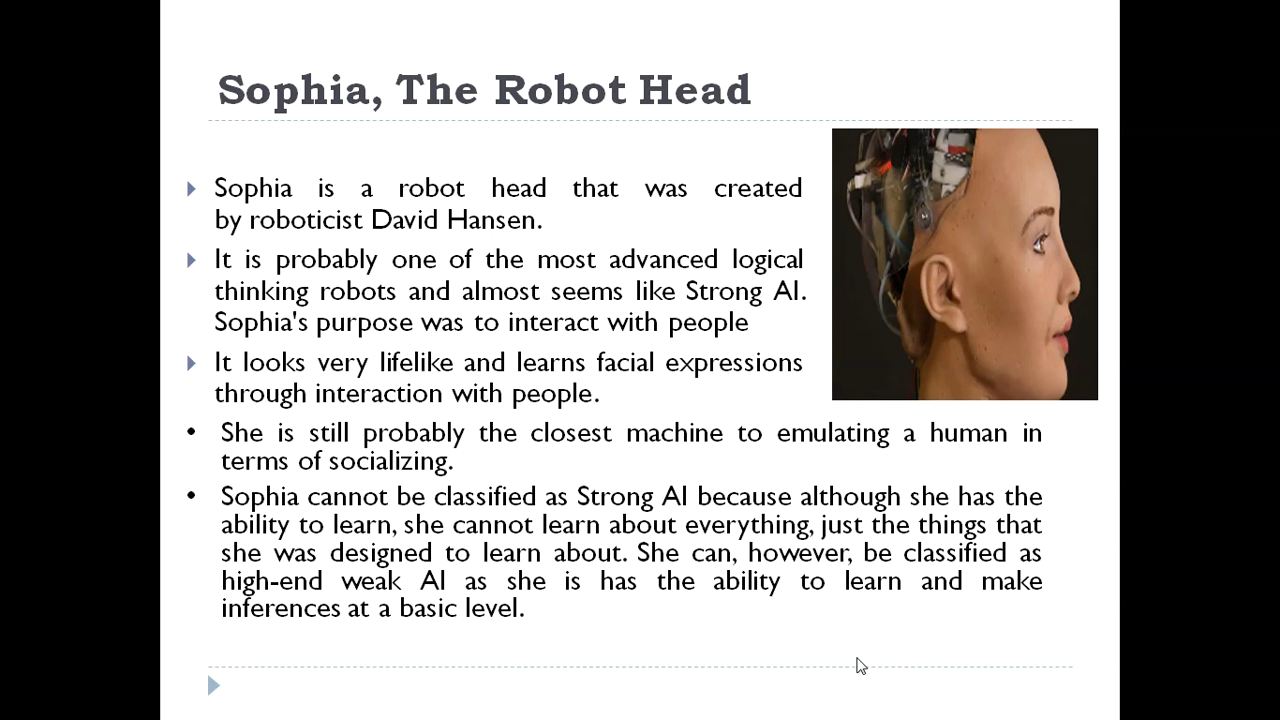 Sophia, The Robot Head
Sophia is a robot head that was created
by roboticist David Hansen.
It is probably one of the most advanced logical
thinking robots and almost seems like Strong AI.
Sophia's purpose was to interact with people
It looks very lifelike and learns facial expressions
through interaction with people.
• She is still probably the closest machine to emulating a human in
terms of socializing.
• Sophia cannot be classified as Strong AI because although she has the
ability to learn, she cannot learn about everything, just the things that
she was designed to learn about. She can, however, be classified as
high-end weak AI as she is has the ability to learn and make
inferences at a basic level.